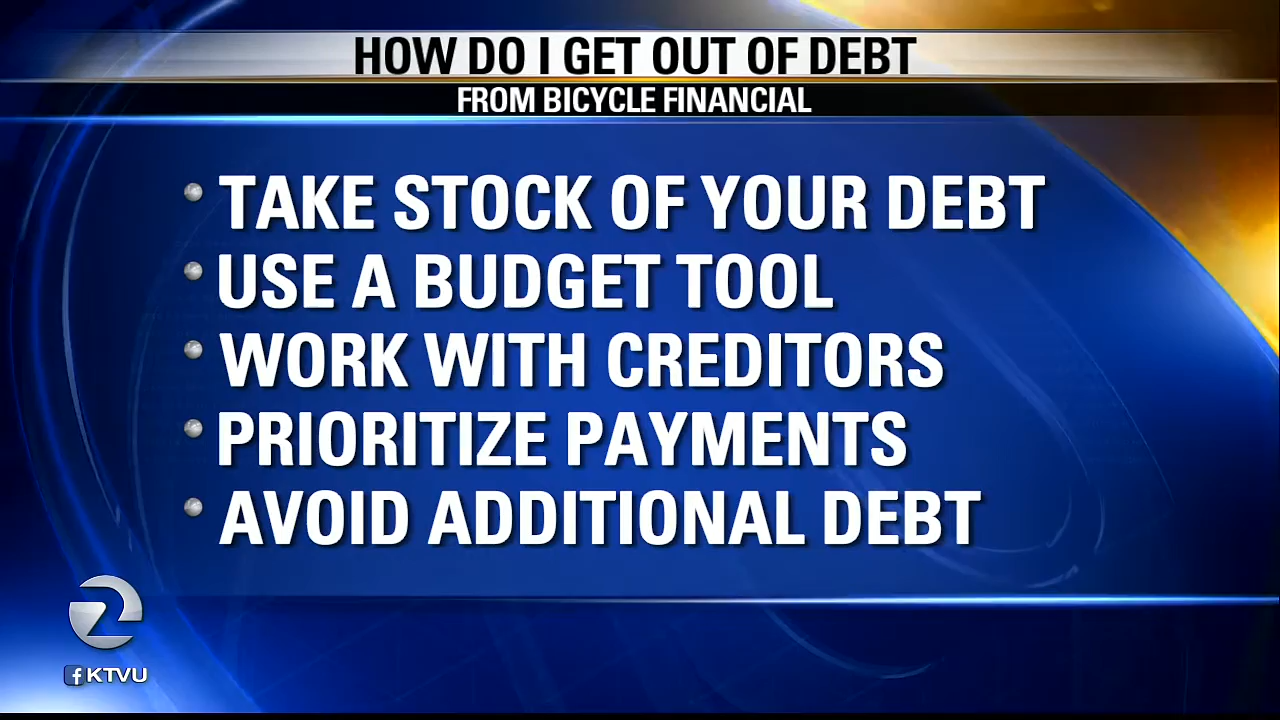 HOW DO I GET OUT OF DEBT
FROM BICYCLE FINANCIAL
• TAKE STOCK OF YOUR DEBT
• USE A BUDGET TOOL
• WORK WITH CREDITORS
• PRIORITIZE PAYMENTS
• AVOID ADDITIONAL DEBT
2
f KTVU